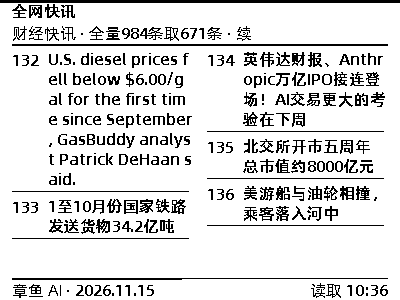 全网快讯
财经快讯 · 全量984条取671条 · 续
132 U.S. diesel prices f
ell below $6.00/g
al for the first tim
e since September
, GasBuddy analys
t Patrick DeHaan s
aid.
133 1至10月份国家铁路
发送货物34.2亿吨
134 英伟达财报、Anthr
opic万亿IPO接连登
场！AI交易更大的考
验在下周
135 北交所开市五周年
总市值约8000亿元
136 美游船与油轮相撞，
乘客落入河中
章鱼 AI · 2026.11.15
读取 10:36